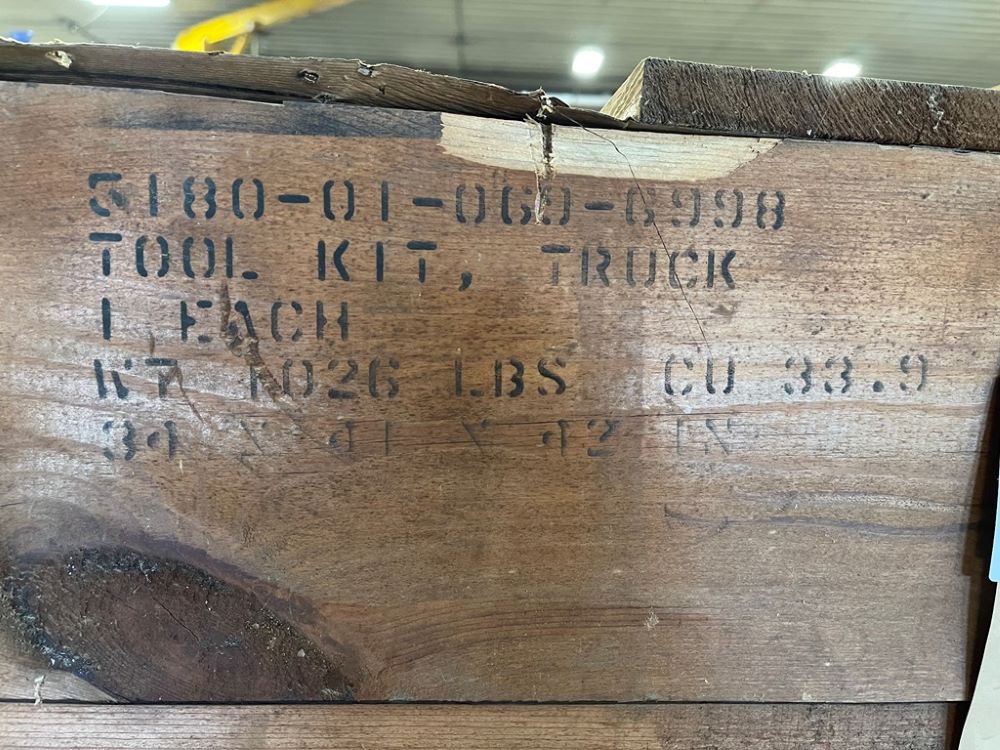 5180-01-060-6998
TOOL KIT, TRUCK
1 EACH
WT 1026 LBS CU 33.9
34 X 41 X 42 IN